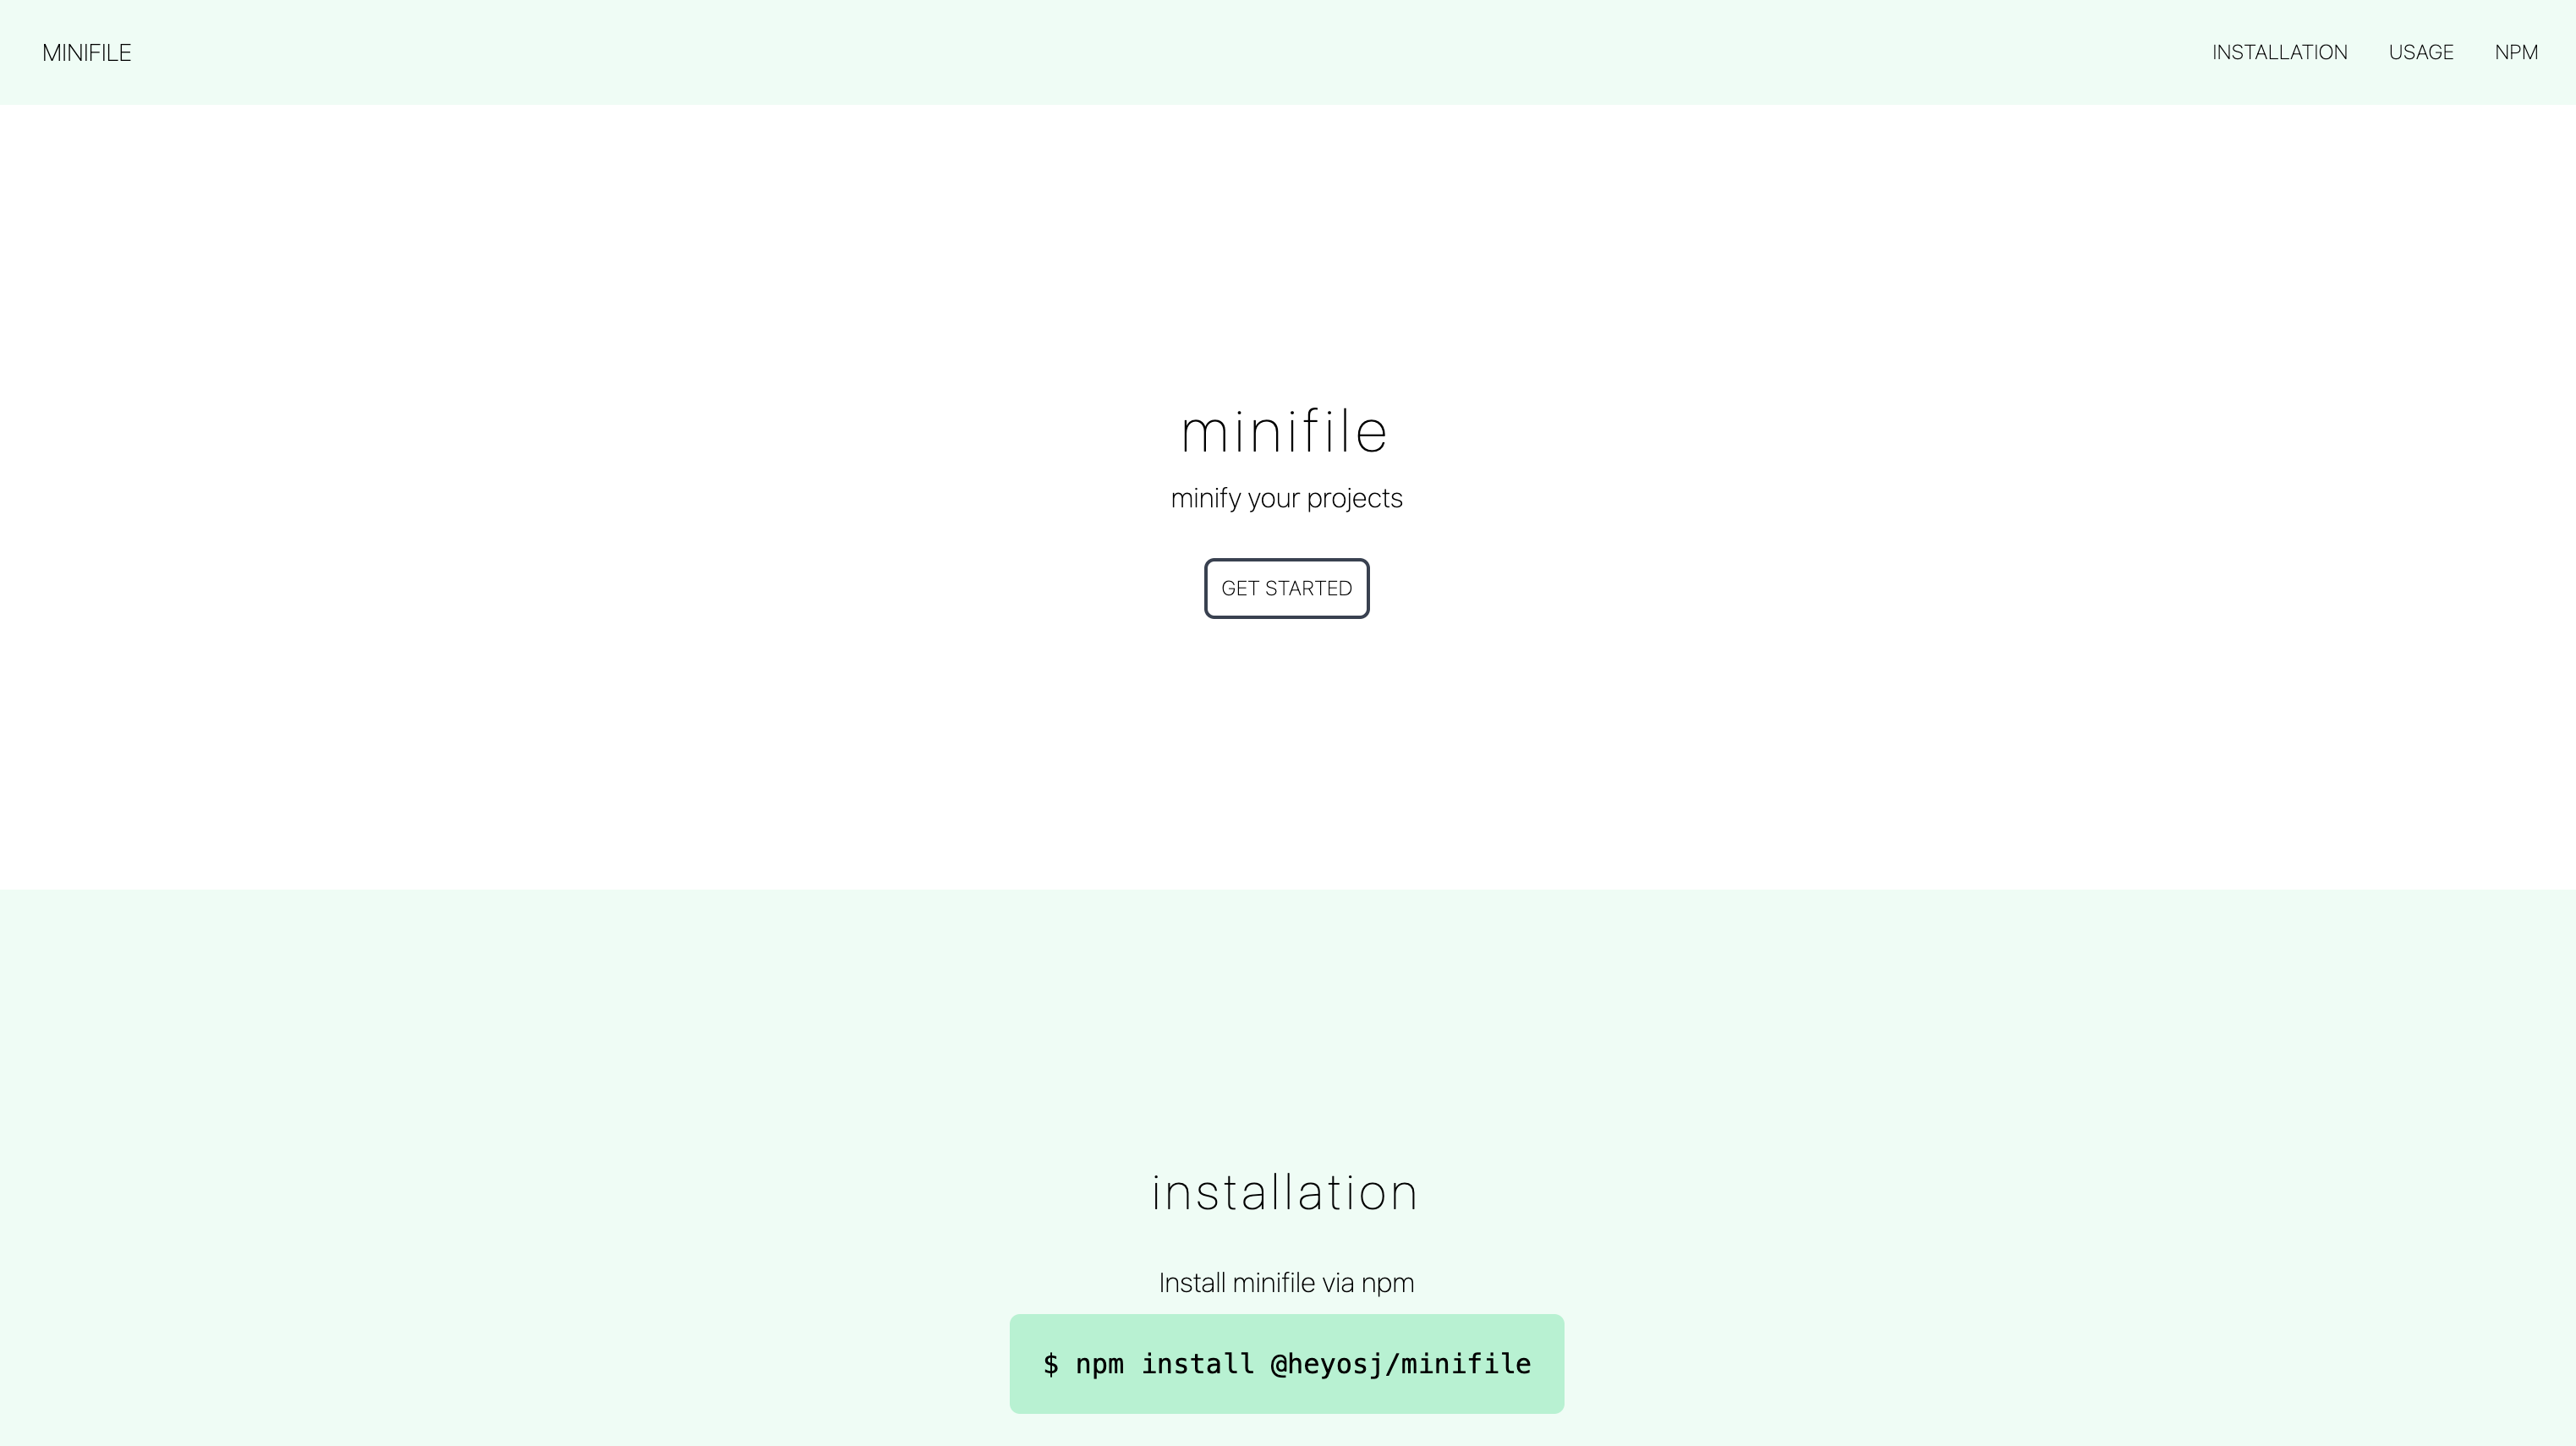 MINIFILE
INSTALLATION USAGE NPM
minifile
minify your projects
GET STARTED
installation
Install minifile via npm
$ npm install @heyosj/minifile